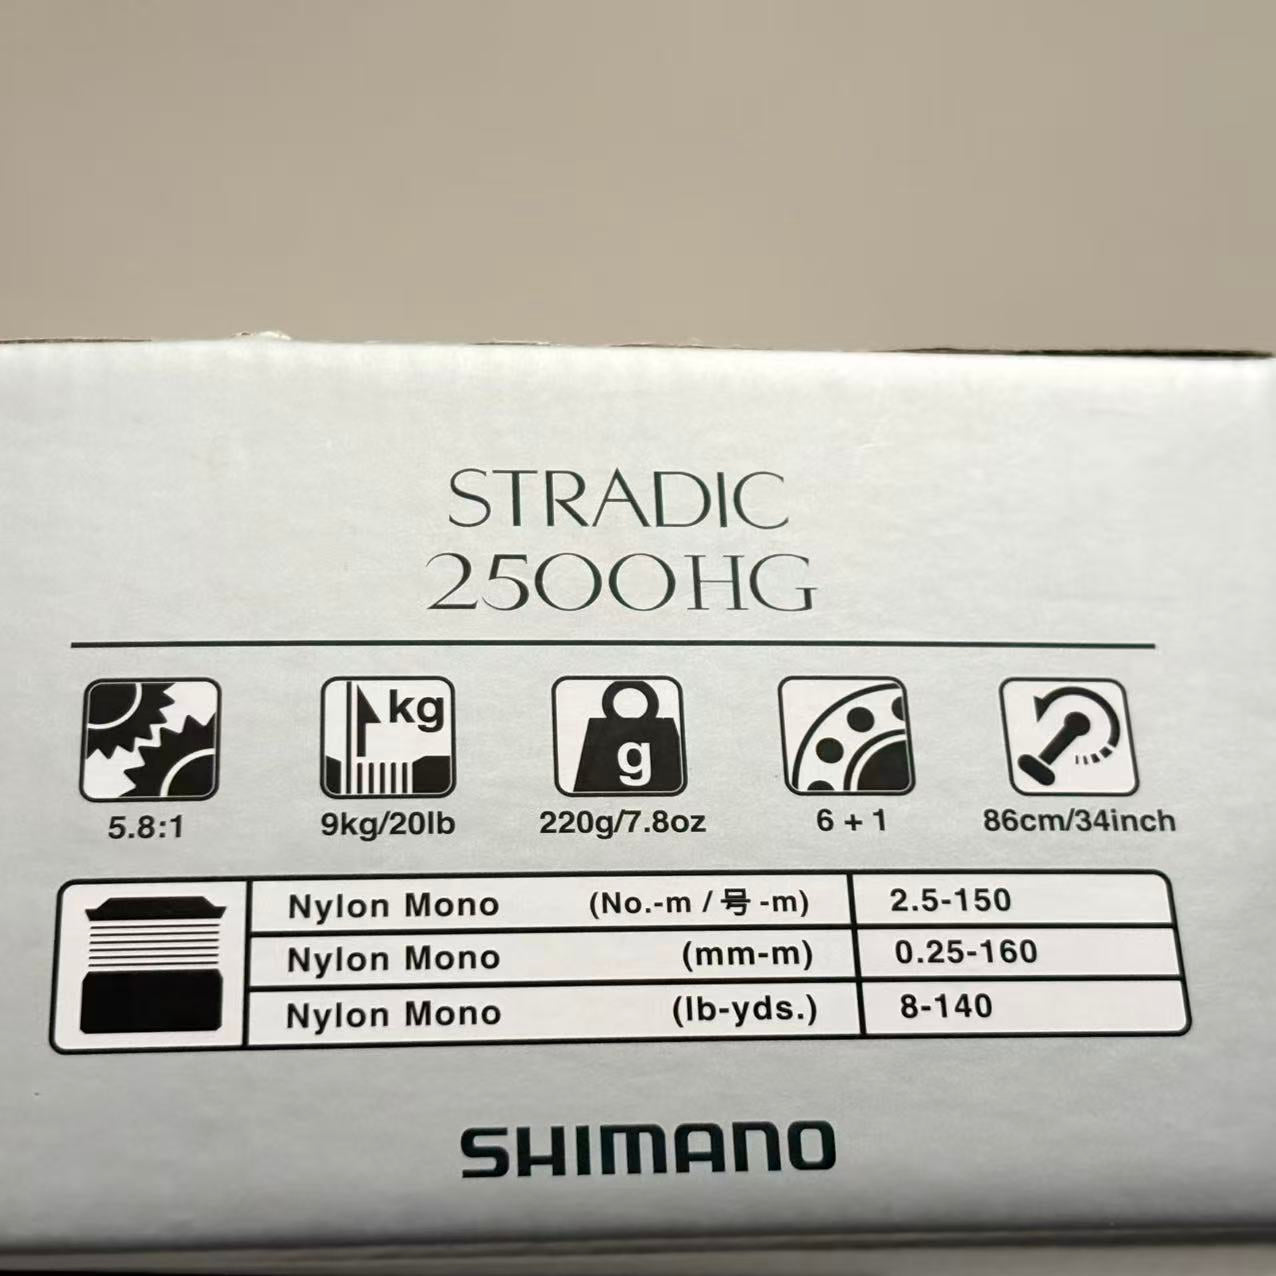 STRADIC
2500HG
kg
g
5.8:1 9kg/20lb 220g/7.8oz 6+1 86cm/34inch
Nylon Mono (No.-m / 号 -m) 2.5-150
Nylon Mono (mm-m) 0.25-160
Nylon Mono (lb-yds.) 8-140
SHIMANO